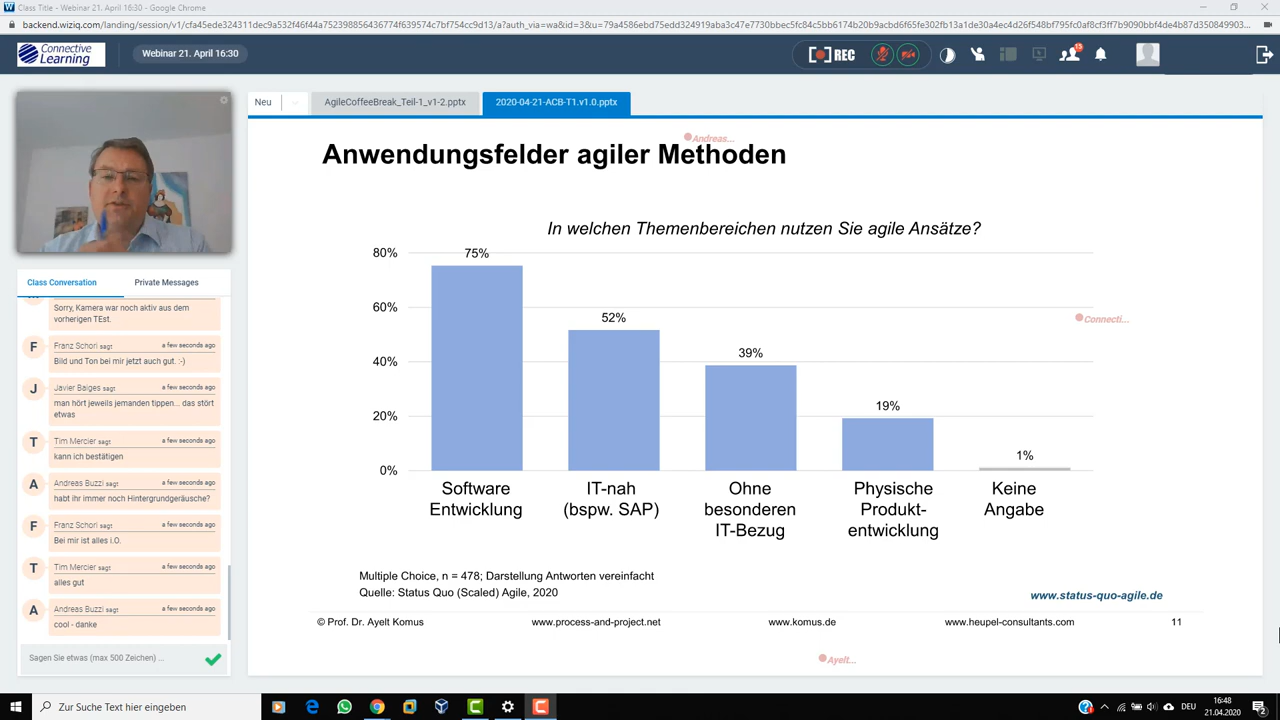 Class Title - Webinar 21. April 16:30 - Google Chrome
Connective
Learning
Webinar 21. April 16:30
REC
15
Neu
AgileCoffeeBreak_Teil-1_v1-2.pptx
2020-04-21-ACB-T1.v1.0.pptx
Andreas...
Anwendungsfelder agiler Methoden
In welchen Themenbereichen nutzen Sie agile Ansätze?
80%
60%
40%
20%
0%
75%
52%
39%
19%
1%
Software
Entwicklung
IT-nah
(bspw. SAP)
Ohne
besonderen
IT-Bezug
Physische
Produkt-
entwicklung
Keine
Angabe
Connecti...
Multiple Choice, n = 478; Darstellung Antworten vereinfacht
Quelle: Status Quo (Scaled) Agile, 2020
www.status-quo-agile.de
© Prof. Dr. Ayelt Komus
www.process-and-project.net
www.komus.de
www.heupel-consultants.com
11
Ayelt...
Class Conversation
Private Messages
Sorry, Kamera war noch aktiv aus dem
vorherigen TEst.
F
Franz Schori sagt
a few seconds ago
Bild und Ton bei mir jetzt auch gut. :-)
J
Javier Balges sagt
a few seconds ago
man hört jeweils jemanden tippen... das stört
etwas
T
Tim Mercier sagt
a few seconds ago
kann ich bestätigen
A
Andreas Buzzi sagt
a few seconds ago
habt ihr immer noch Hintergrundgeräusche?
F
Franz Schori sagt
a few seconds ago
Bei mir ist alles i.O.
T
Tim Mercier sagt
a few seconds ago
alles gut
A
Andreas Buzzi sagt
a few seconds ago
cool - danke
Sagen Sie etwas (max 500 Zeichen) ...
Zur Suche Text hier eingeben
DEU
16:48
21.04.2020
2